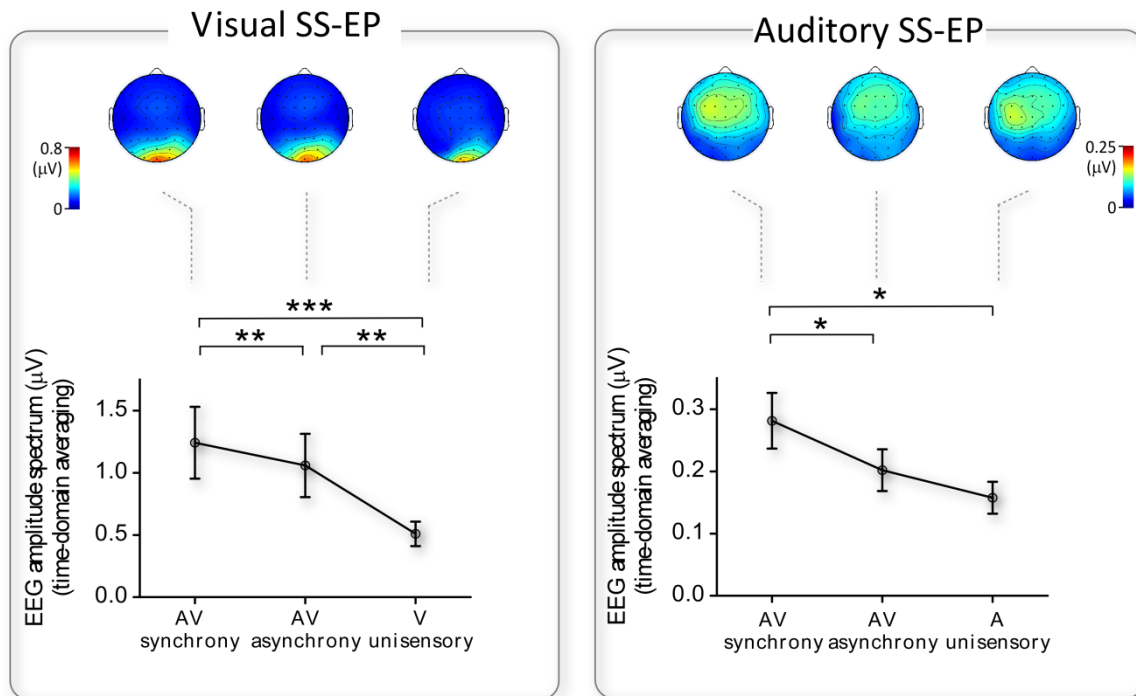 Visual SS-EP
0.8
(µV)
0
***
**
**
EEG amplitude spectrum (µV)
(time-domain averaging)
1.5
1.0
0.5
0.0
AV
synchrony
AV
asynchrony
V
unisensory
Auditory SS-EP
0.25
(µV)
0
*
*
EEG amplitude spectrum (µV)
(time-domain averaging)
0.3
0.2
0.1
0.0
AV
synchrony
AV
asynchrony
A
unisensory